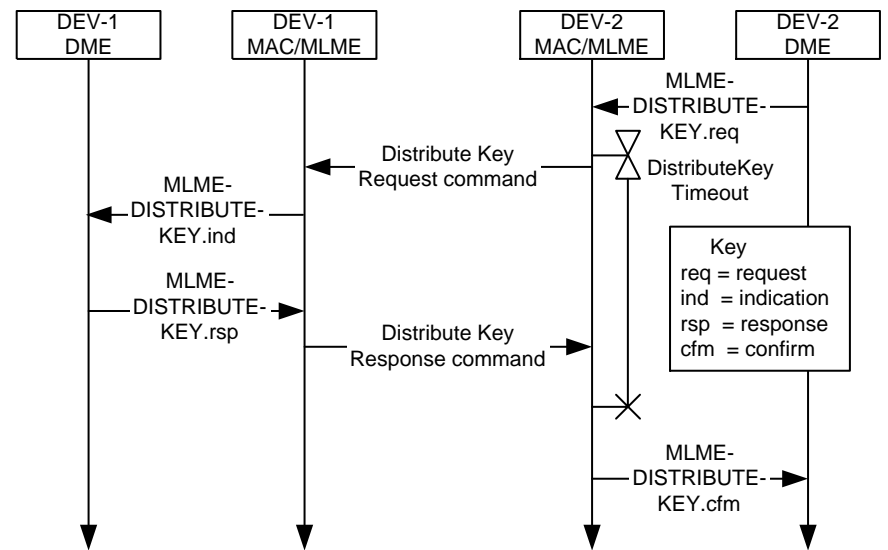 DEV-1
DME
DEV-1
MAC/MLME
DEV-2
MAC/MLME
DEV-2
DME
MLME-
DISTRIBUTE-
KEY.req
Distribute Key
Request command
DistributeKey
Timeout
MLME-
DISTRIBUTE-
KEY.ind
Key
req = request
ind = indication
rsp = response
cfm = confirm
MLME-
DISTRIBUTE-
KEY.rsp
Distribute Key
Response command
MLME-
DISTRIBUTE-
KEY.cfm